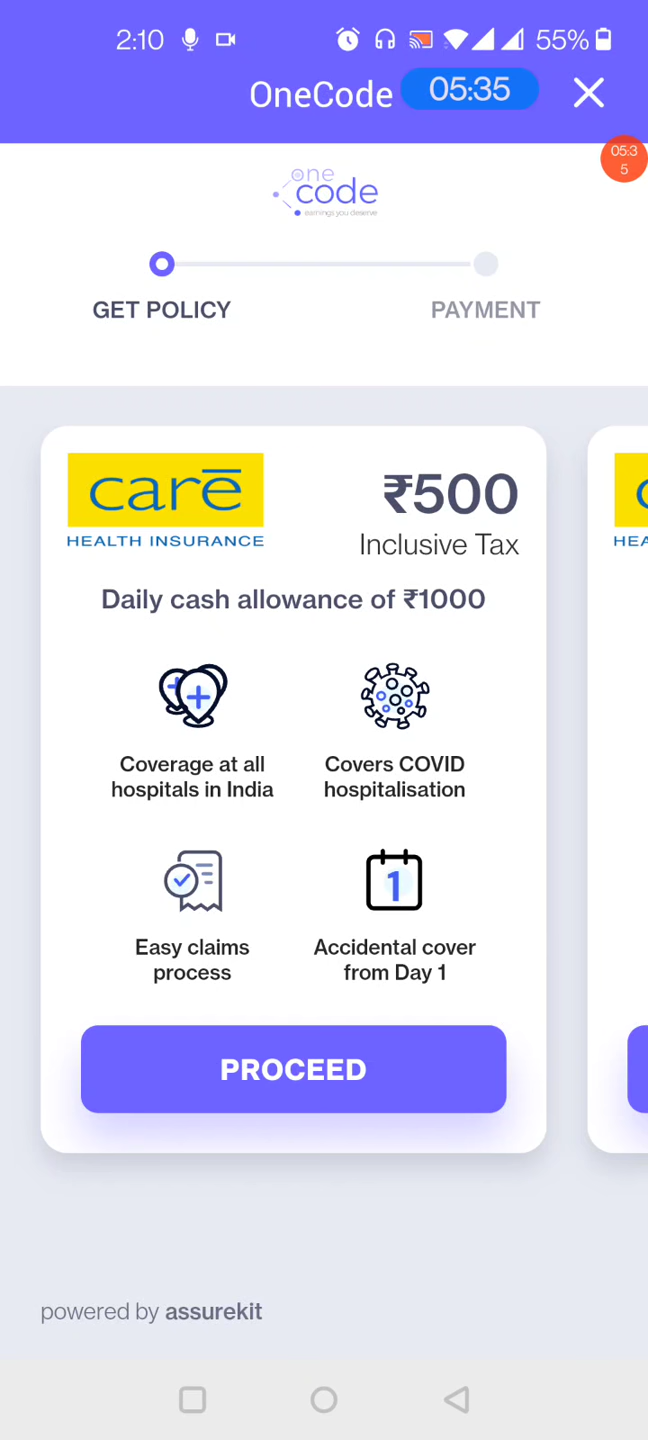 2:10
55%
OneCode
05:35
05:3
5
one
code
earnings you deserve
GET POLICY
PAYMENT
care
HEALTH INSURANCE
₹500
Inclusive Tax
HEA
Daily cash allowance of ₹1000
Coverage at all
hospitals in India
Covers COVID
hospitalisation
1
Easy claims
process
Accidental cover
from Day 1
PROCEED
powered by assurekit